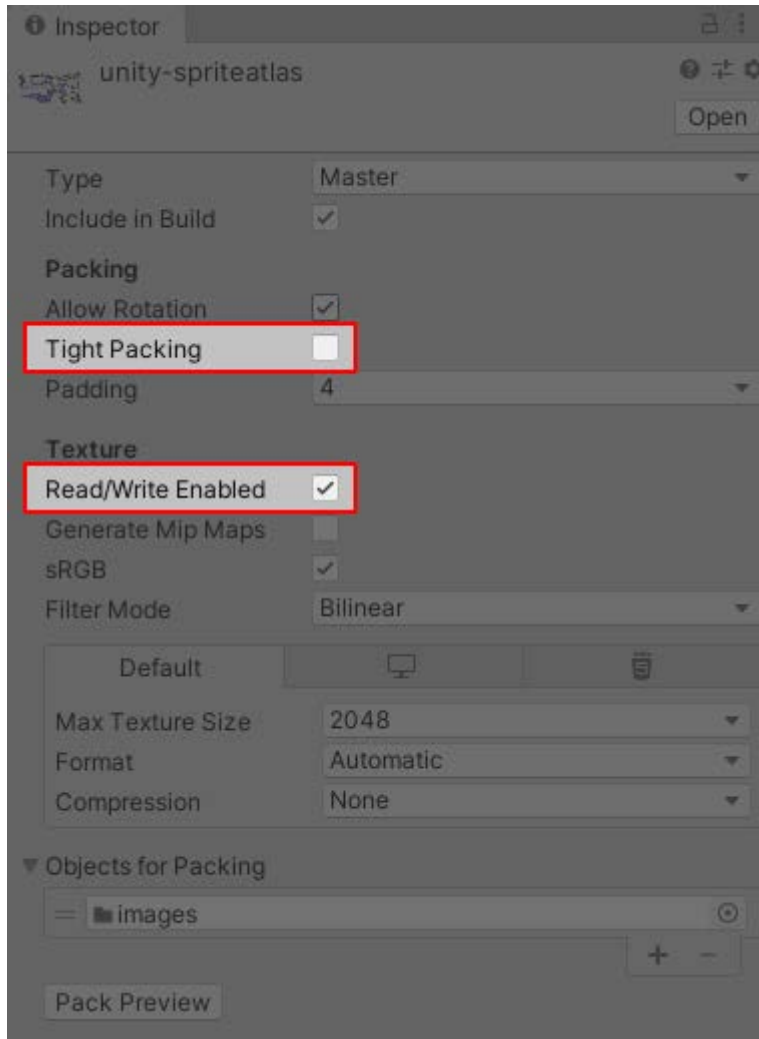 Inspector
unity-spriteatlas
Open
Type Master
Include in Build
Packing
Allow Rotation
Tight Packing
Padding 4
Texture
Read/Write Enabled
Generate Mip Maps
sRGB
Filter Mode Bilinear
Default
Max Texture Size 2048
Format Automatic
Compression None
Objects for Packing
images
Pack Preview